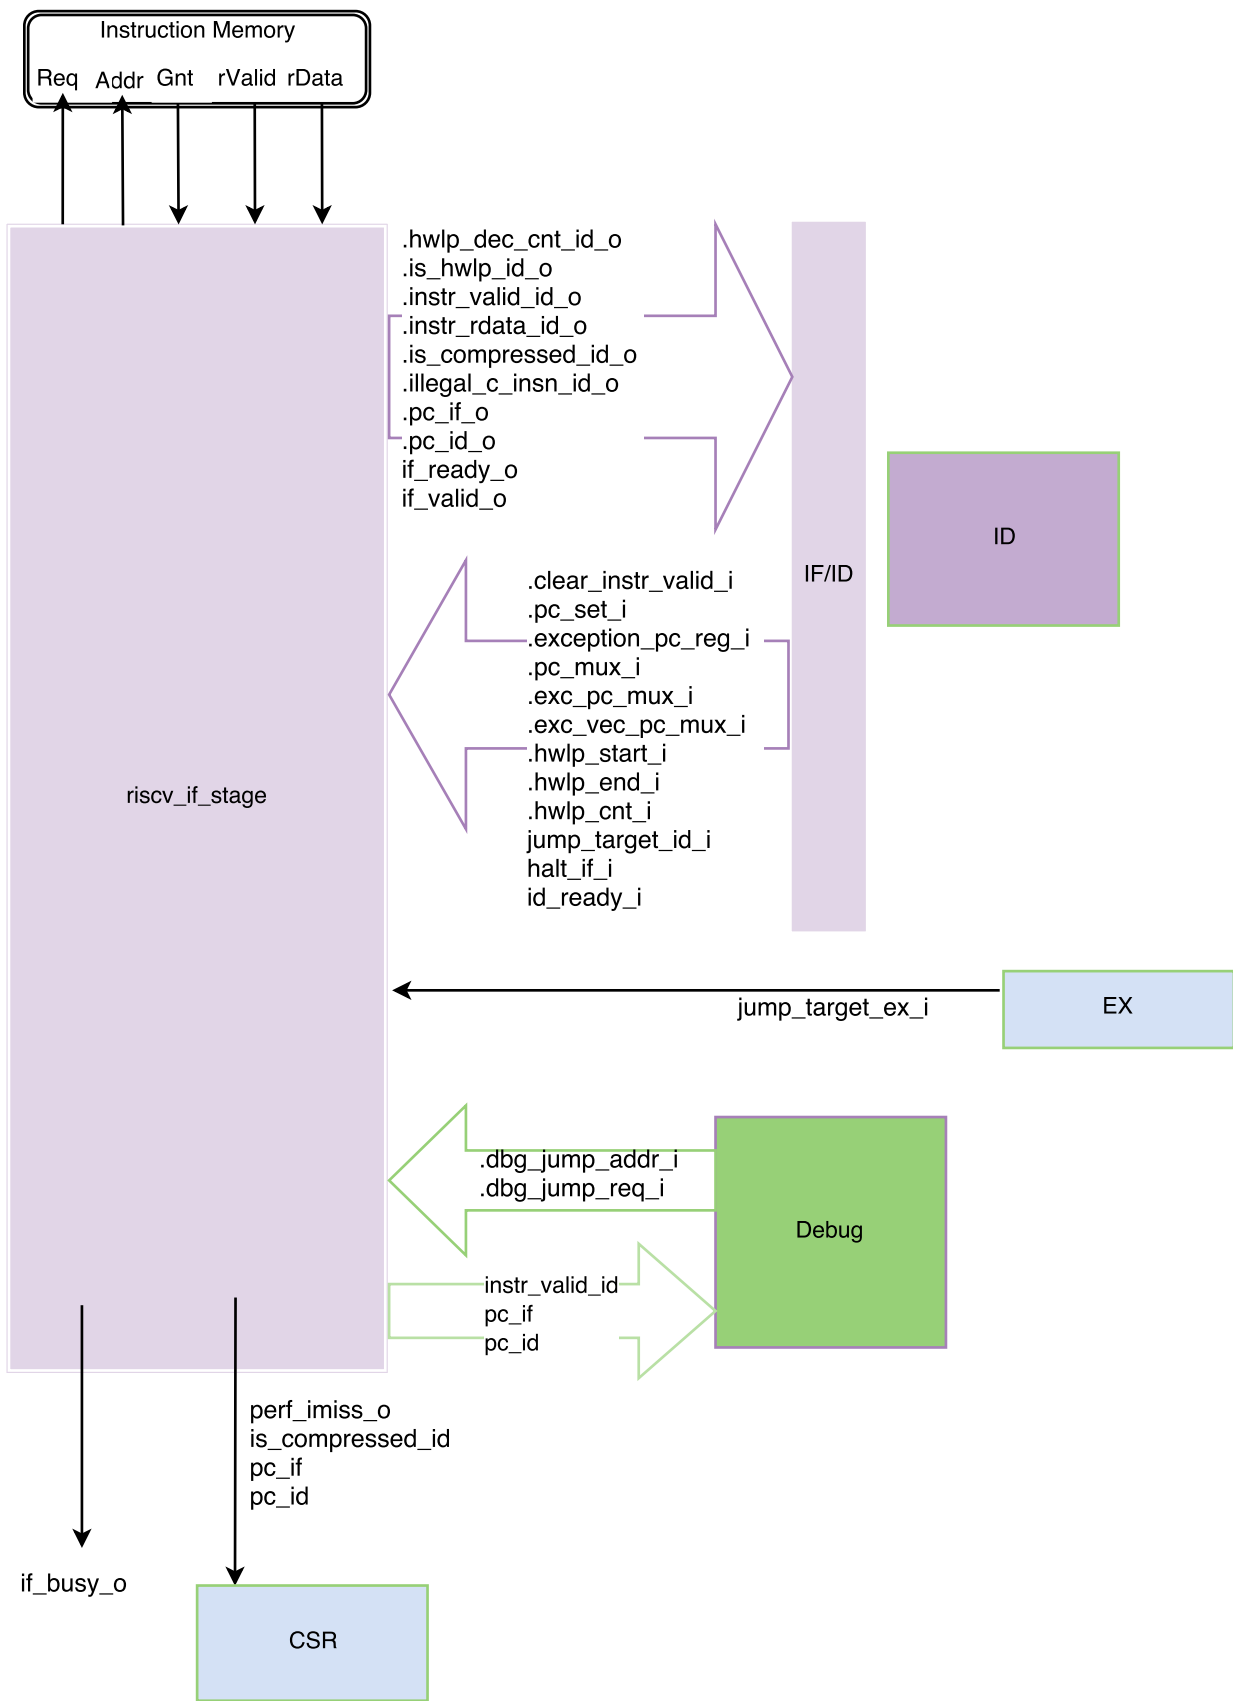 Instruction Memory
Req Addr Gnt rValid rData
.hwlp_dec_cnt_id_o
.is_hwlp_id_o
.instr_valid_id_o
.instr_rdata_id_o
.is_compressed_id_o
.illegal_c_insn_id_o
.pc_if_o
.pc_id_o
if_ready_o
if_valid_o
ID
IF/ID
.clear_instr_valid_i
.pc_set_i
.exception_pc_reg_i
.pc_mux_i
.exc_pc_mux_i
.exc_vec_pc_mux_i
.hwlp_start_i
.hwlp_end_i
.hwlp_cnt_i
jump_target_id_i
halt_if_i
id_ready_i
riscv_if_stage
jump_target_ex_i
EX
.dbg_jump_addr_i
.dbg_jump_req_i
Debug
instr_valid_id
pc_if
pc_id
perf_imiss_o
is_compressed_id
pc_if
pc_id
if_busy_o
CSR